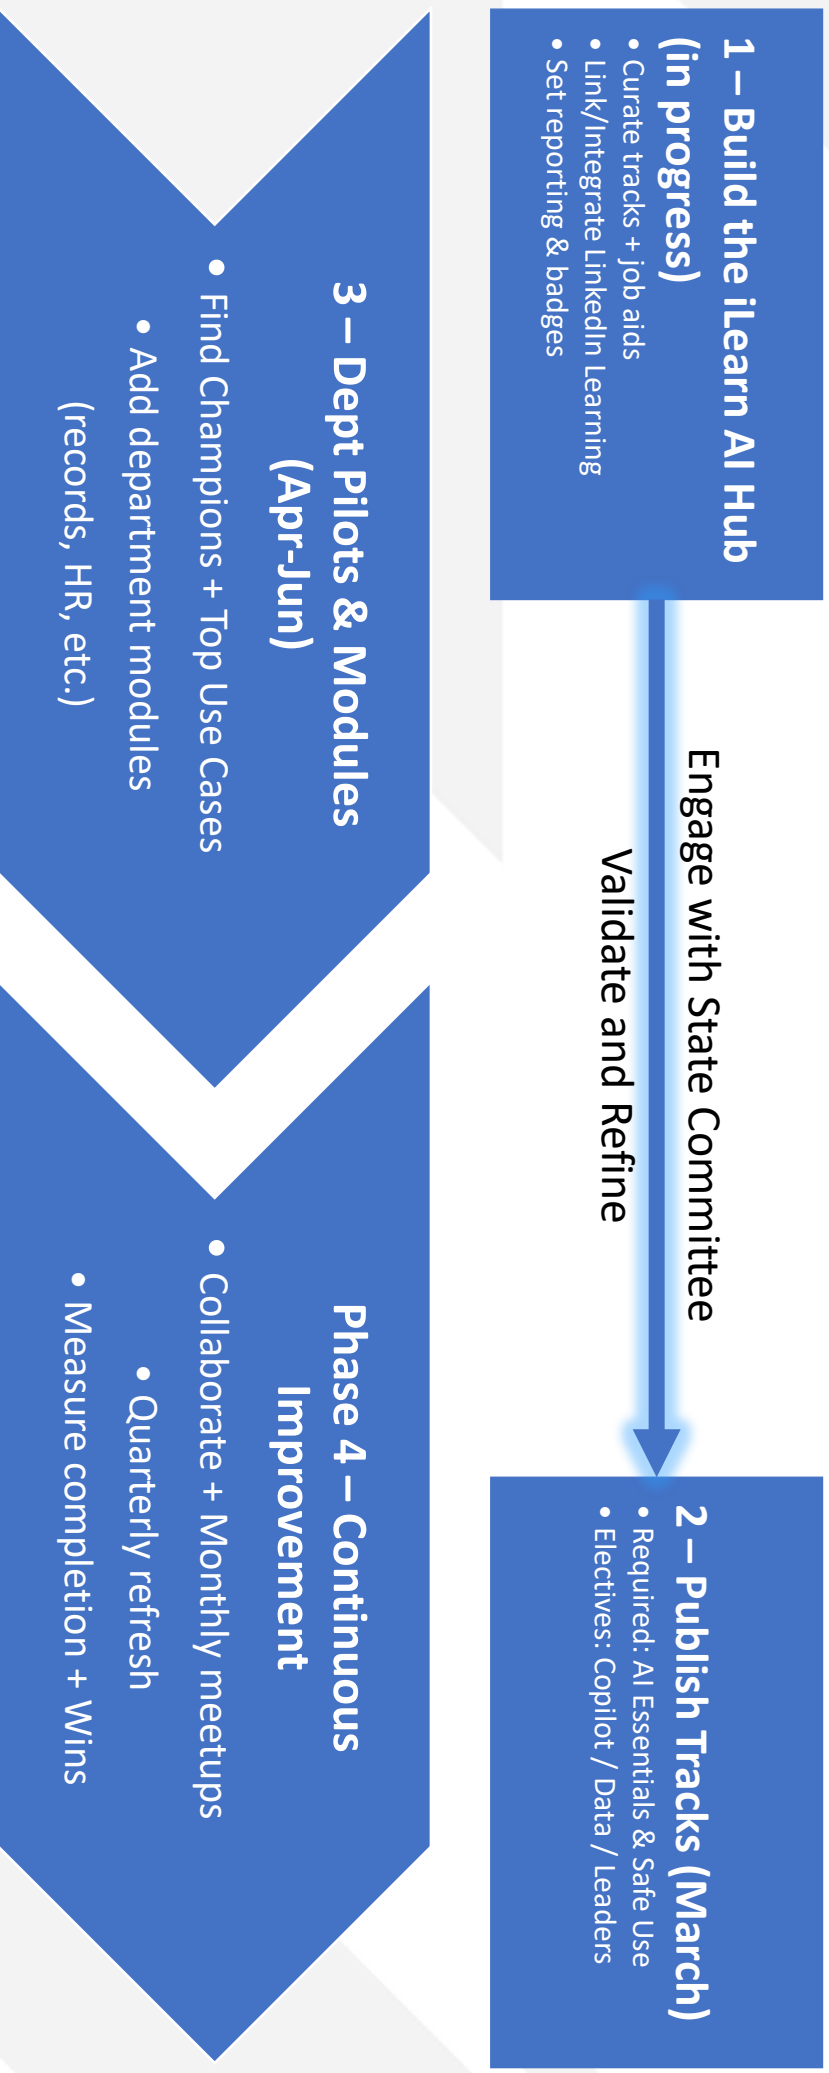 1 – Build the iLearn AI Hub
(in progress)
• Curate tracks + job aids
• Link/Integrate LinkedIn Learning
• Set reporting & badges
Engage with State Committee
Validate and Refine
2 – Publish Tracks (March)
• Required: AI Essentials & Safe Use
• Electives: Copilot / Data / Leaders
3 – Dept Pilots & Modules
(Apr-Jun)
• Find Champions + Top Use Cases
• Add department modules
(records, HR, etc.)
Phase 4 – Continuous
Improvement
• Collaborate + Monthly meetups
• Quarterly refresh
• Measure completion + Wins